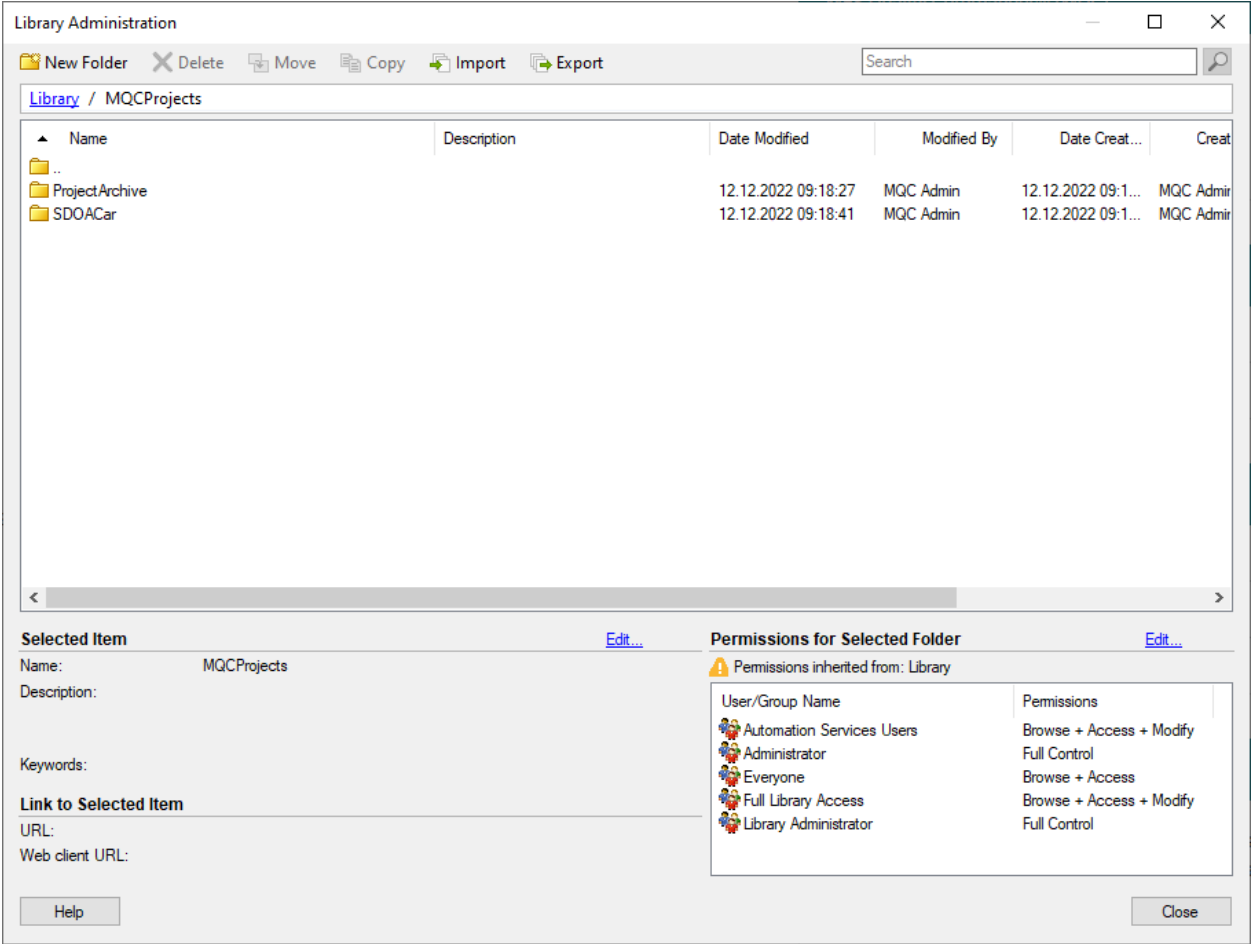 Library Administration
New Folder Delete Move Copy Import Export Search
Library / MQCProjects
Name Description Date Modified Modified By Date Creat... Creat
..
ProjectArchive 12.12.2022 09:18:27 MQC Admin 12.12.2022 09:1... MQC Admin
SDOACar 12.12.2022 09:18:41 MQC Admin 12.12.2022 09:1... MQC Admin
Selected Item Edit...
Name: MQCProjects
Description:
Keywords:
Link to Selected Item
URL:
Web client URL:
Permissions for Selected Folder Edit...
Permissions inherited from: Library
User/Group Name Permissions
Automation Services Users Browse + Access + Modify
Administrator Full Control
Everyone Browse + Access
Full Library Access Browse + Access + Modify
Library Administrator Full Control
Help Close